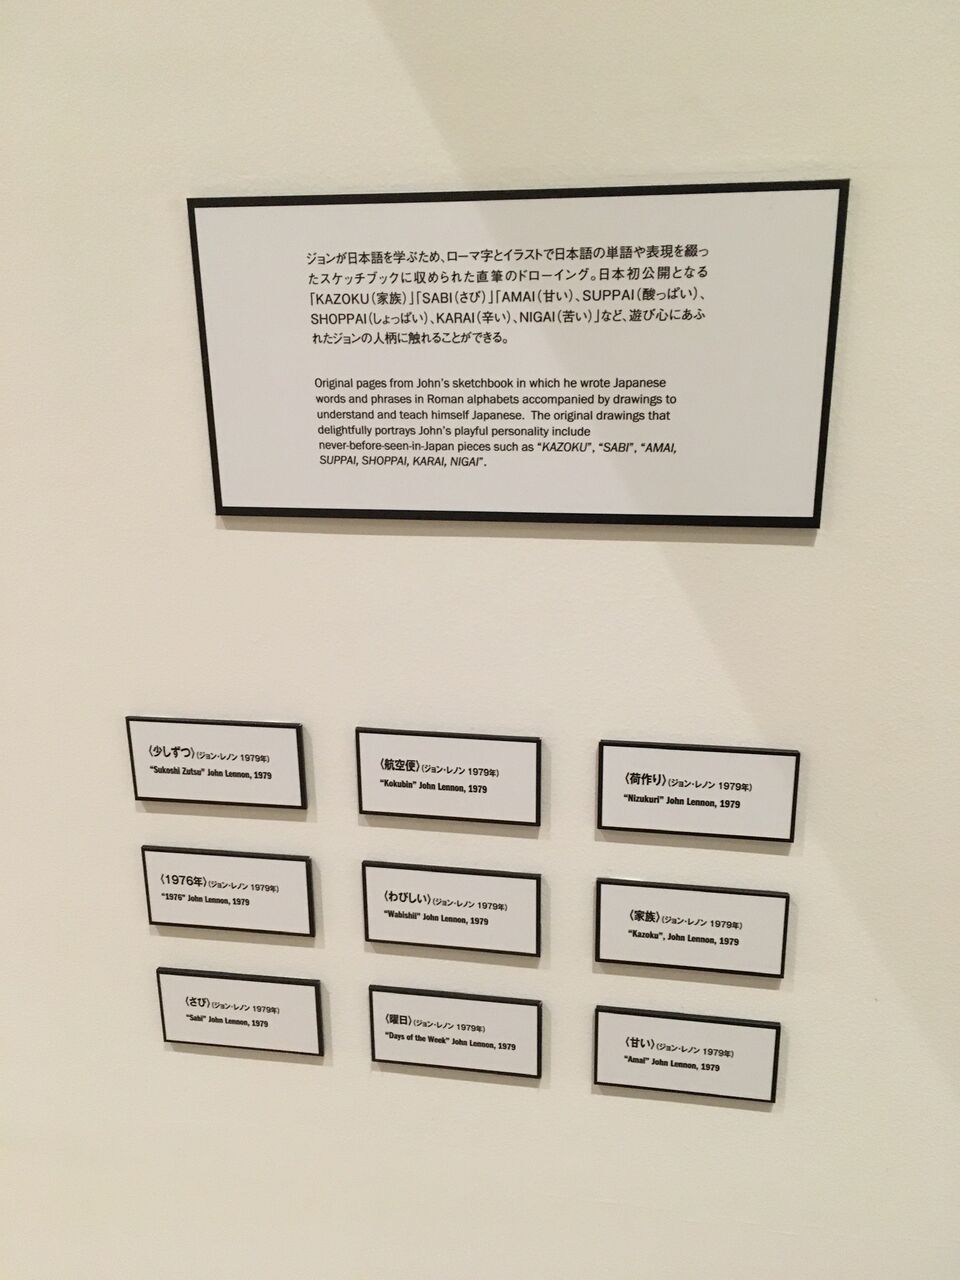 ジョンが日本語を学ぶため、ローマ字とイラストで日本語の単語や表現を綴っ
たスケッチブックに収められた直筆のドローイング。日本初公開となる
「KAZOKU（家族）」「SABI（さび）」「AMAI（甘い）、SUPPAI（酸っぱい）、
SHOPPAI（しょっぱい）、KARAI（辛い）、NIGAI（苦い）」など、遊び心にあふ
れたジョンの人柄に触れることができる。
Original pages from John's sketchbook in which he wrote Japanese
words and phrases in Roman alphabets accompanied by drawings to
understand and teach himself Japanese. The original drawings that
delightfully portrays John's playful personality include
never-before-seen-in-Japan pieces such as "KAZOKU", "SABI", "AMAI,
SUPPAI, SHOPPAI, KARAI, NIGAI".
〈少しずつ〉（ジョン・レノン 1979年）
"Sukoshi Zutsu" John Lennon, 1979
〈航空便〉（ジョン・レノン 1979年）
"Kokubin" John Lennon, 1979
〈荷作り〉（ジョン・レノン 1979年）
"Nizukuri" John Lennon, 1979
〈1976年〉（ジョン・レノン 1979年）
"1976" John Lennon, 1979
〈わびしい〉（ジョン・レノン 1979年）
"Wabishii" John Lennon, 1979
〈家族〉（ジョン・レノン 1979年）
"Kazoku", John Lennon, 1979
〈さび〉（ジョン・レノン 1979年）
"Sabi" John Lennon, 1979
〈曜日〉（ジョン・レノン 1979年）
"Days of the Week" John Lennon, 1979
〈甘い〉（ジョン・レノン 1979年）
"Amai" John Lennon, 1979